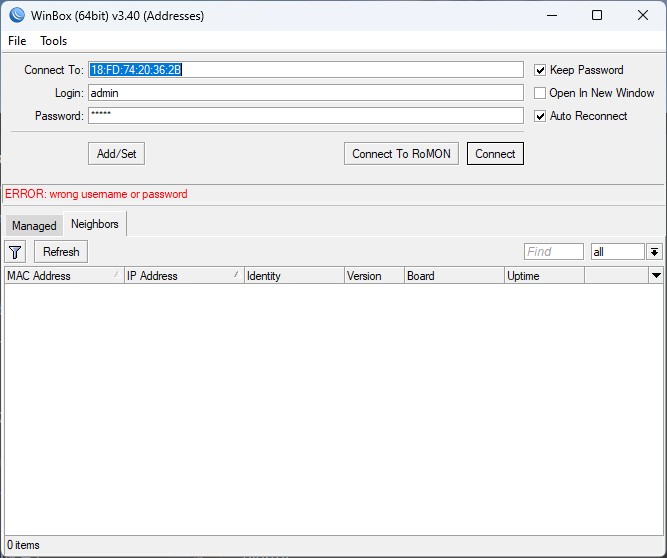 WinBox (64bit) v3.40 (Addresses)
File Tools
Connect To: 18:FD:74:20:36:2B Keep Password
Login: admin Open In New Window
Password: ***** Auto Reconnect
Add/Set Connect To RoMON Connect
ERROR: wrong username or password
Managed Neighbors
Refresh Find all
MAC Address IP Address Identity Version Board Uptime
0 items